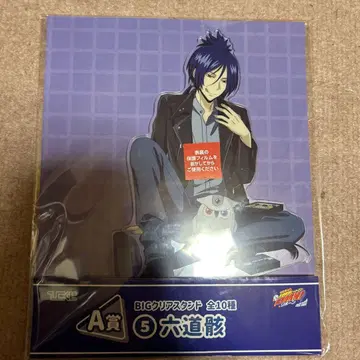 表裏の
保護フィルムを
剥がしてから
ご使用ください
A賞
BIGクリアスタンド 全10種
⑤ 六道骸